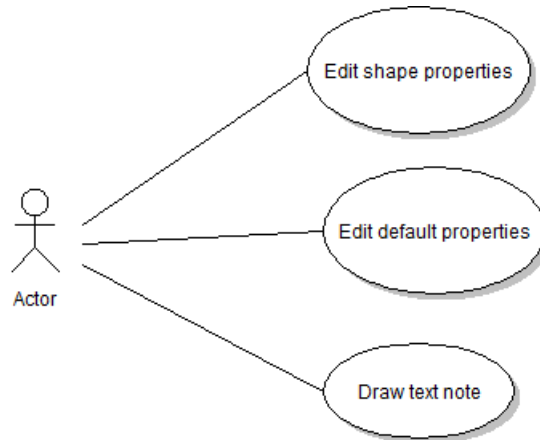 Edit shape properties
Edit default properties
Actor
Draw text note